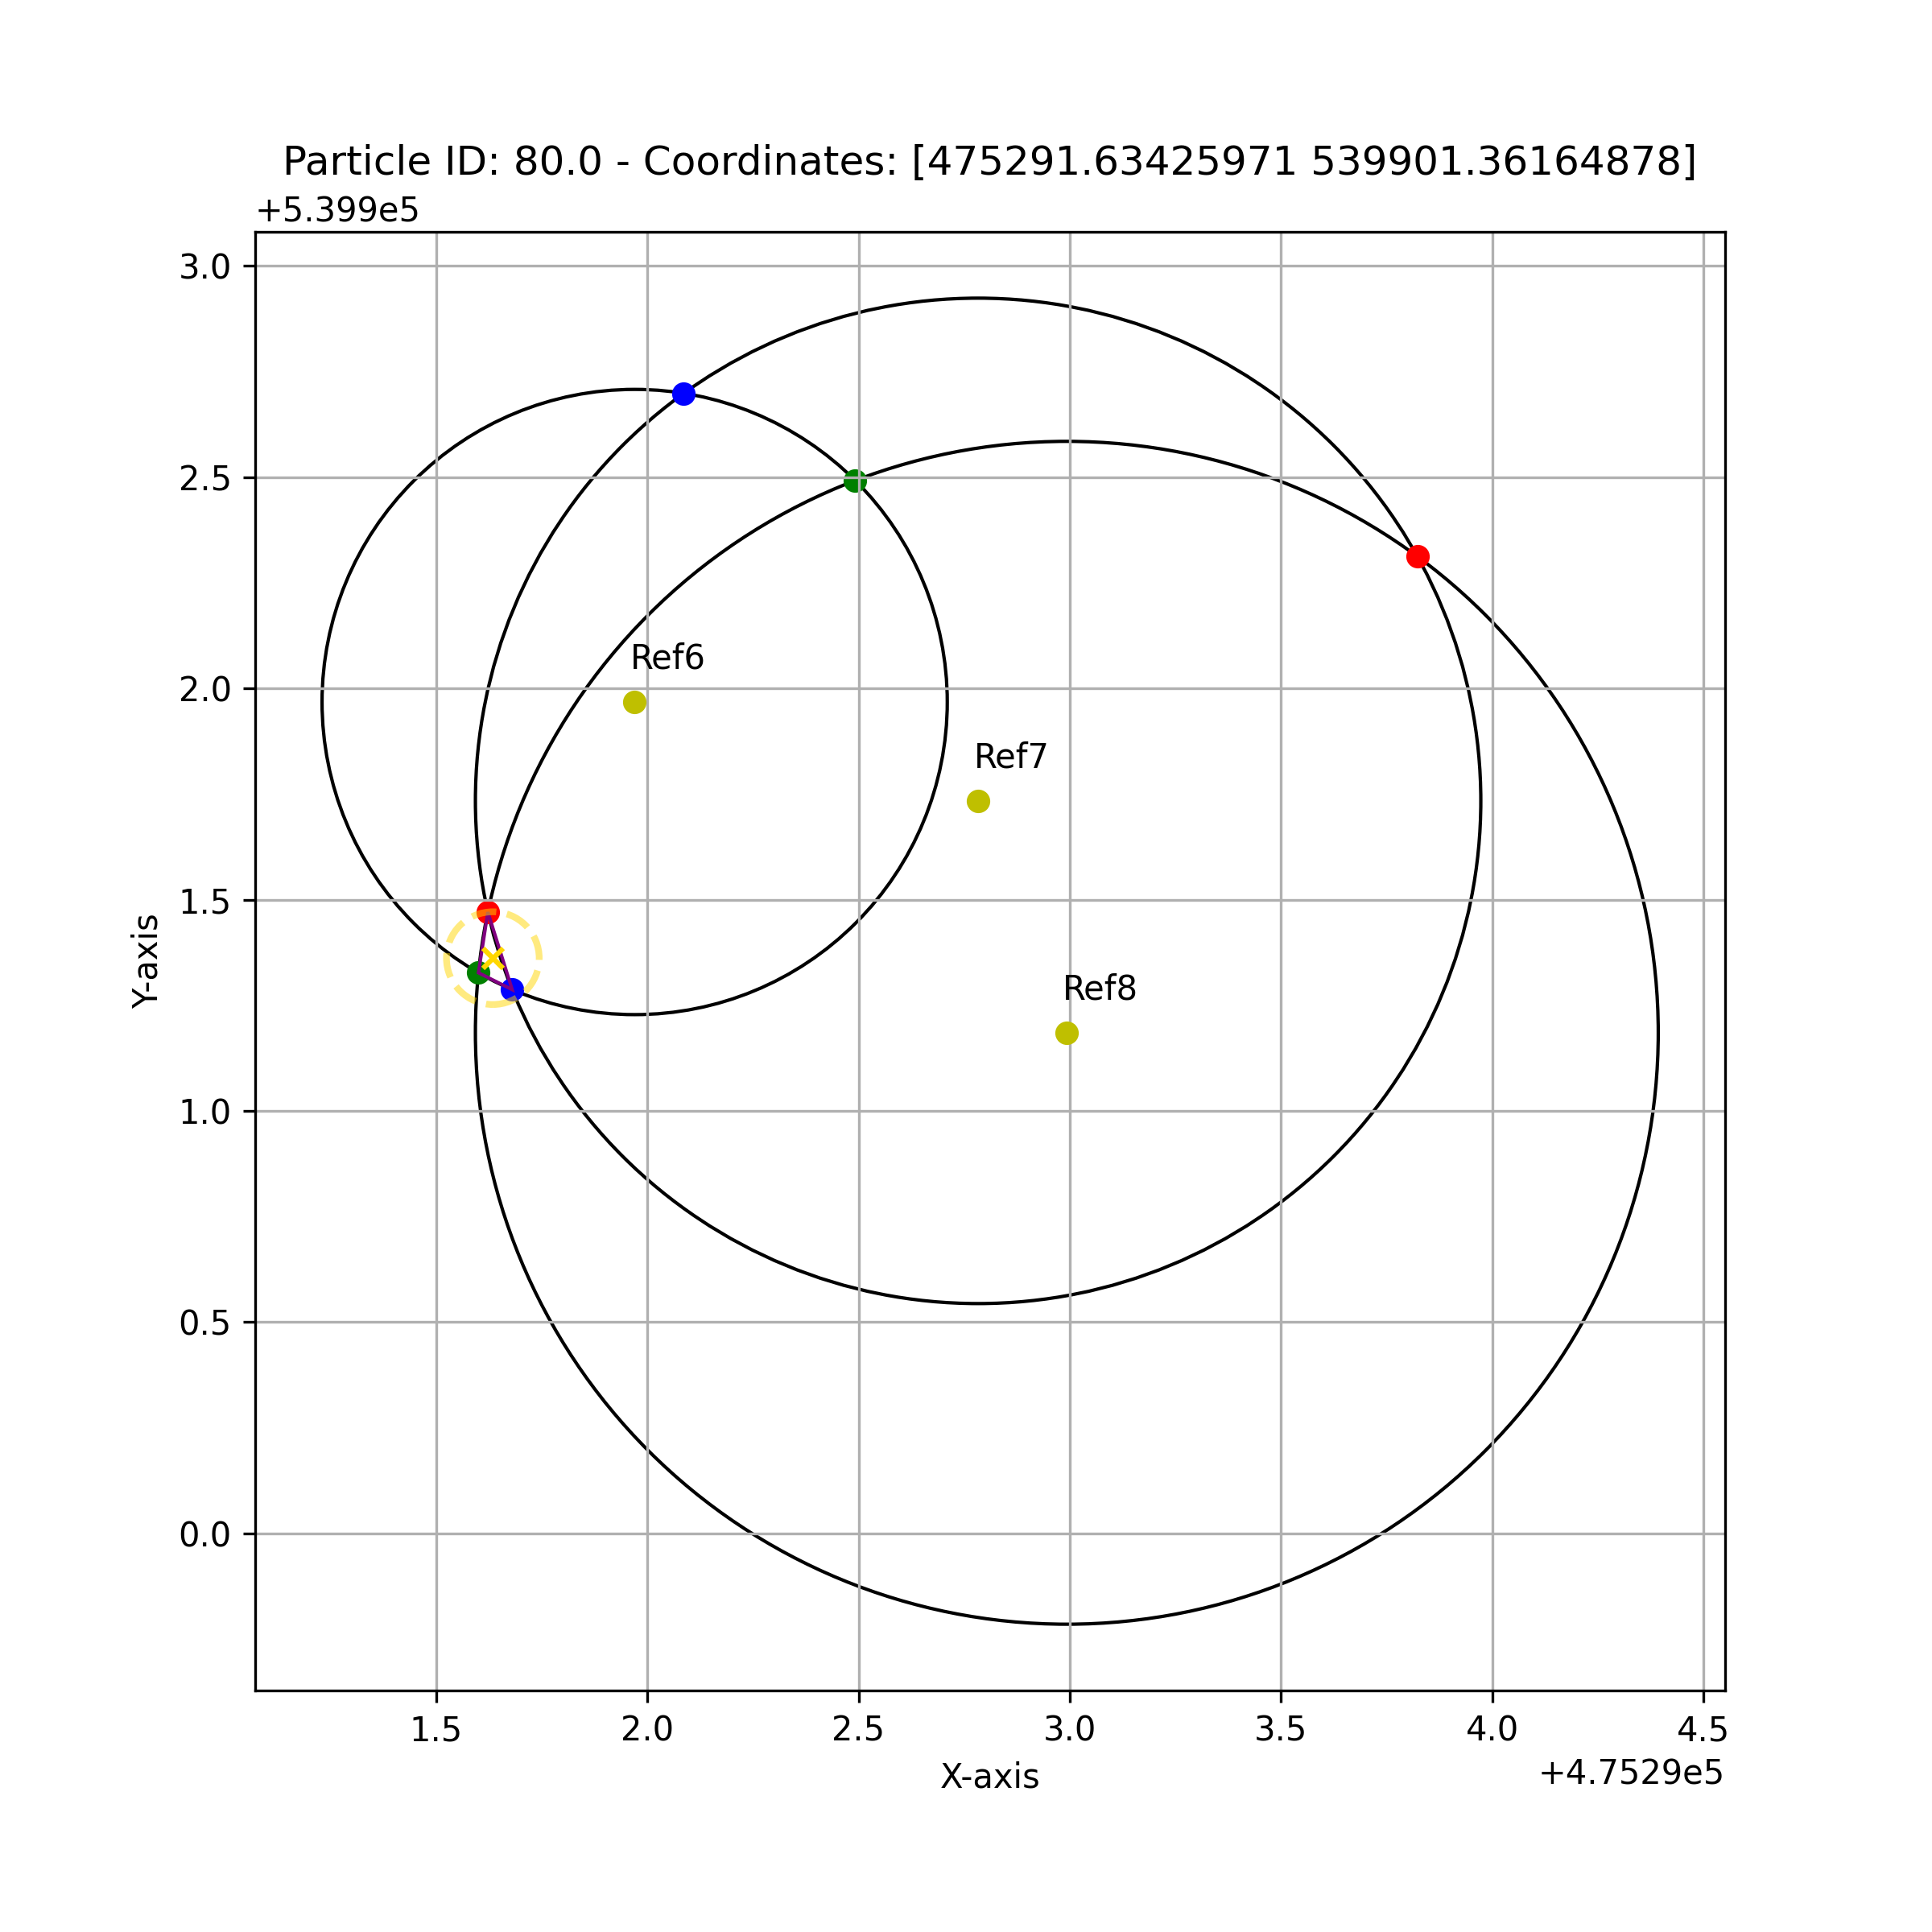 Particle ID: 80.0 - Coordinates: [475291.63425971 539901.36164878]
+5.399e5
3.0
2.5
2.0
1.5
1.0
0.5
0.0
Y-axis
Ref6
Ref7
Ref8
1.5 2.0 2.5 3.0 3.5 4.0 4.5
X-axis
+4.7529e5